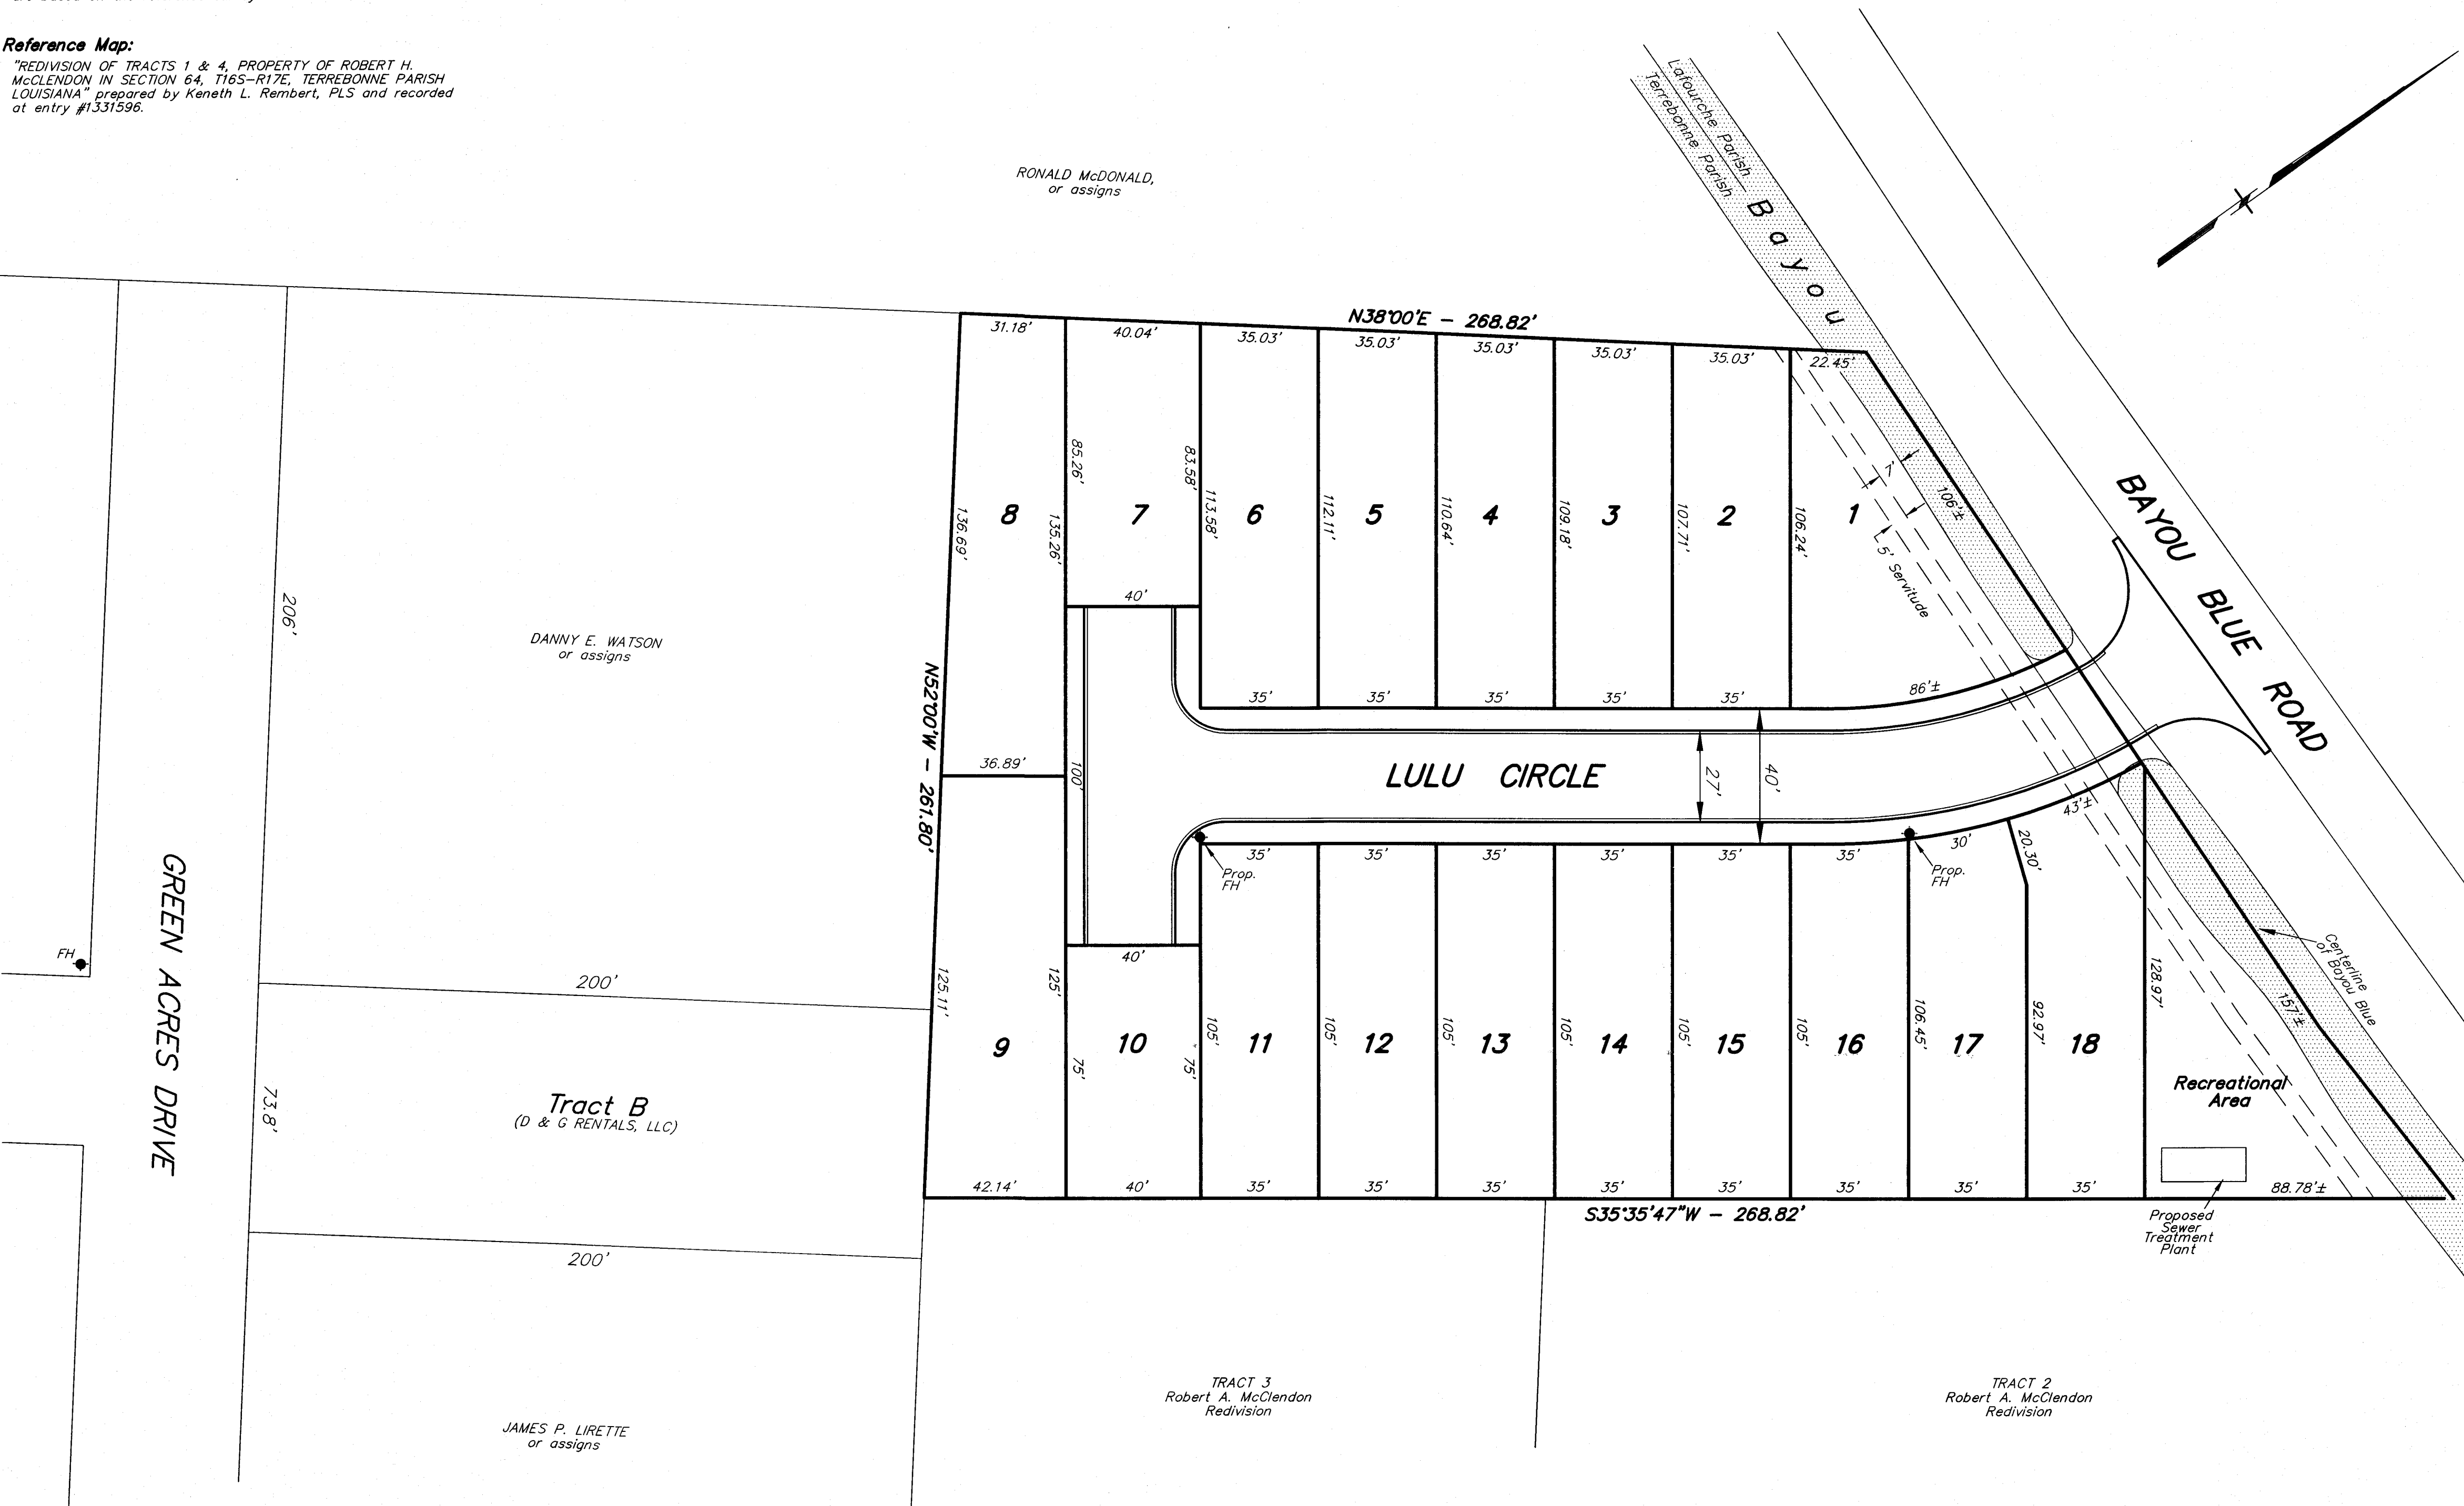 Reference Map:
"REDIVISION OF TRACTS 1 & 4, PROPERTY OF ROBERT H.
McCLENDON IN SECTION 64, T16S-R17E, TERREBONNE PARISH
LOUISIANA" prepared by Keneth L. Rembert, PLS and recorded
at entry #1331596.
RONALD McDONALD,
or assigns
Lafourche Parish
Terrebonne Parish
Bayou
BAYOU BLUE ROAD
N38°00'E - 268.82'
31.18'
40.04'
35.03'
35.03'
35.03'
35.03'
35.03'
22.45'
136.69'
8
135.26'
85.26'
7
83.58'
113.58'
6
112.11'
5
110.64'
4
109.18'
3
107.71'
2
106.24'
1
7'
106'±
5' Servitude
40'
35'
35'
35'
35'
35'
86'±
N52°00'W - 261.80'
36.89'
100'
LULU CIRCLE
27'
40'
206'
DANNY E. WATSON
or assigns
GREEN ACRES DRIVE
FH
200'
73.8'
Tract B
(D & G RENTALS, LLC)
200'
JAMES P. LIRETTE
or assigns
Prop.
FH
Prop.
FH
35'
35'
35'
35'
35'
35'
30'
43'±
20.30'
40'
125.11'
9
125'
75'
10
75'
105'
11
105'
12
105'
13
105'
14
105'
15
105'
16
106.45'
17
92.97'
18
128.97'
Centerline
of Bayou Blue
157'±
Recreational
Area
42.14'
40'
35'
35'
35'
35'
35'
35'
35'
35'
88.78'±
S35°35'47"W - 268.82'
Proposed
Sewer
Treatment
Plant
TRACT 3
Robert A. McClendon
Redivision
TRACT 2
Robert A. McClendon
Redivision